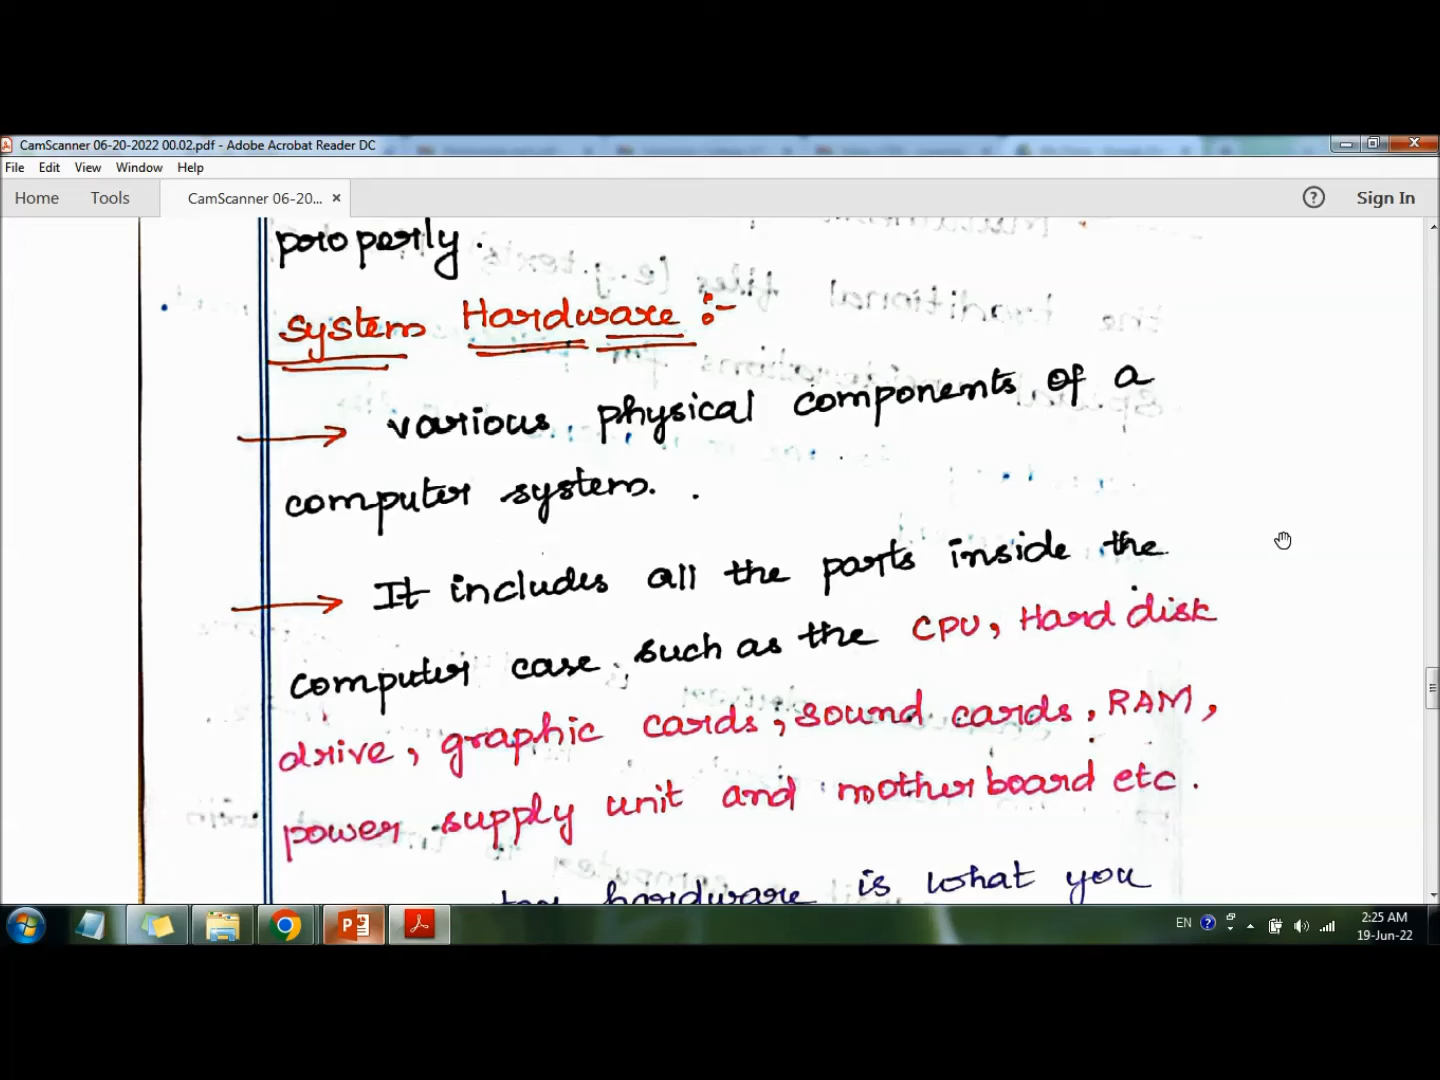 CamScanner 06-20-2022 00.02.pdf - Adobe Acrobat Reader DC
File Edit View Window Help
Home Tools CamScanner 06-20... × ? Sign In
properly.
System Hardware :-
→ various physical components of a
computer system.
→ It includes all the parts inside the
computer case, such as the CPU, Hard disk
drive, graphic cards, sound cards, RAM,
power supply unit and motherboard etc.
hardware is what you
EN 2:25 AM
19-Jun-22